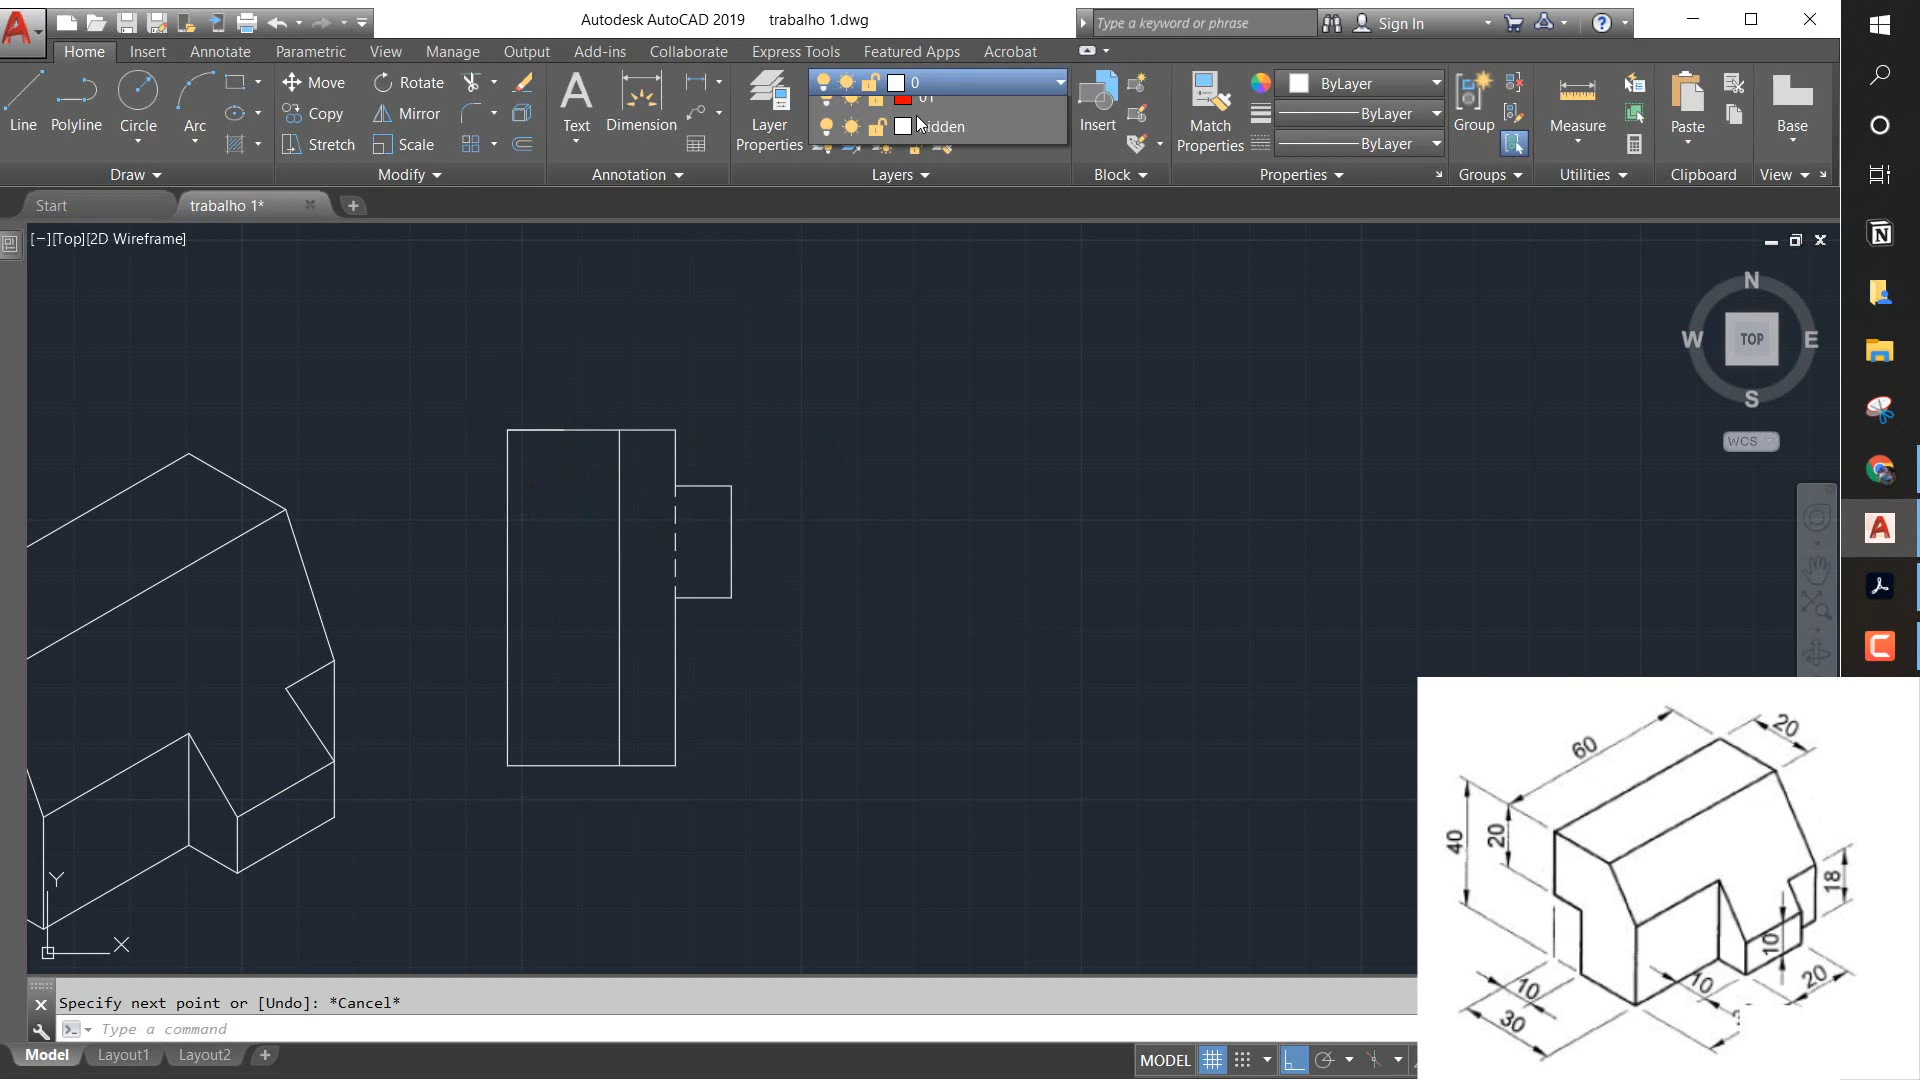 Autodesk AutoCAD 2019 trabalho 1.dwg
Type a keyword or phrase
Sign In
Home Insert Annotate Parametric View Manage Output Add-ins Collaborate Express Tools Featured Apps Acrobat
Line
Polyline
Circle
Arc
Draw
Move
Rotate
Copy
Mirror
Stretch
Scale
Modify
Text
Dimension
Annotation
Layer
Properties
0
01
hidden
Layers
Insert
Block
Match
Properties
ByLayer
ByLayer
ByLayer
Properties
Group
Groups
Measure
Utilities
Paste
Clipboard
Base
View
Start
trabalho 1*
[−][Top][2D Wireframe]
N
W
TOP
E
S
WCS
Y
X
20
60
40
20
18
10
10
10
20
30
Specify next point or [Undo]: *Cancel*
Type a command
Model Layout1 Layout2
MODEL